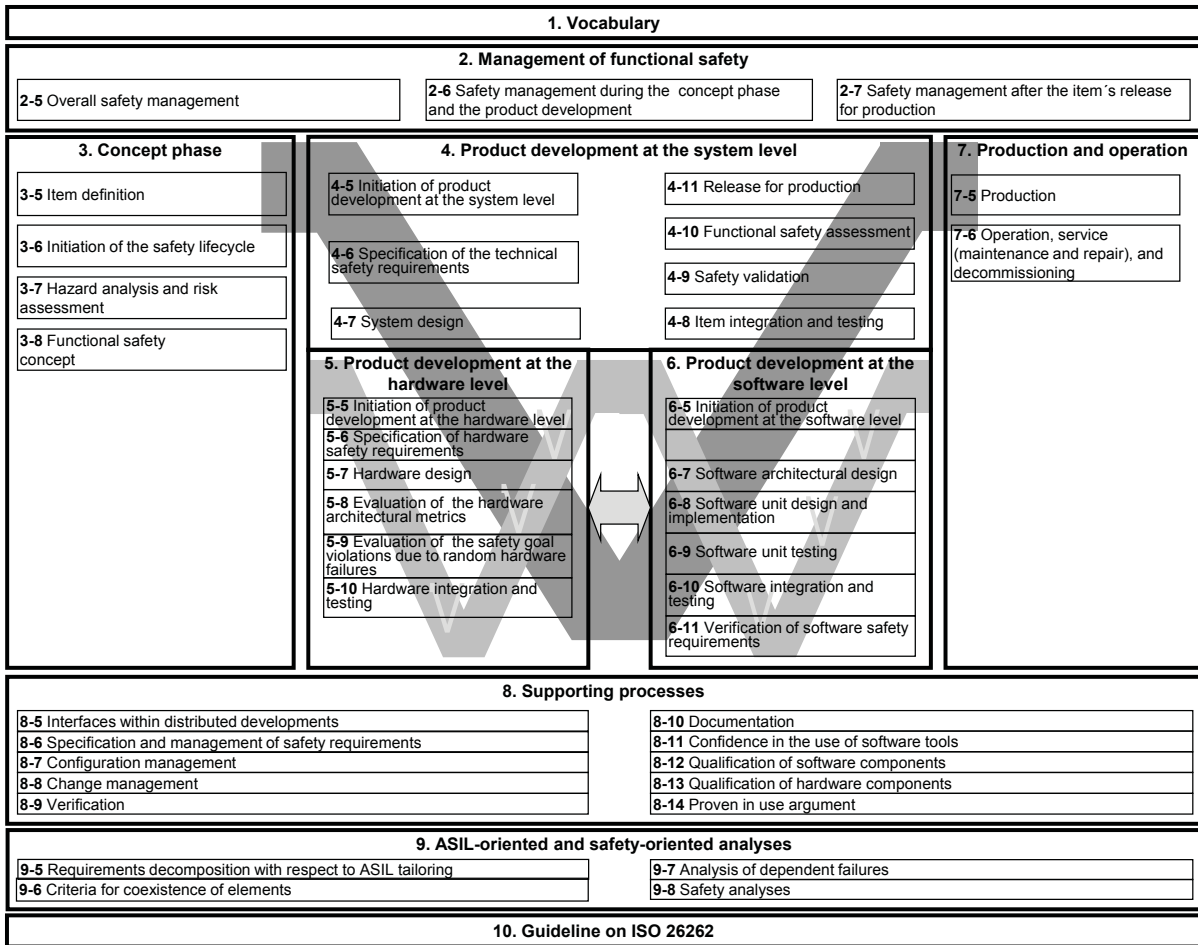 1. Vocabulary
2. Management of functional safety
2-5 Overall safety management
2-6 Safety management during the concept phase
and the product development
2-7 Safety management after the item´s release
for production
3. Concept phase
3-5 Item definition
3-6 Initiation of the safety lifecycle
3-7 Hazard analysis and risk
assessment
3-8 Functional safety
concept
4. Product development at the system level
4-5 Initiation of product
development at the system level
4-6 Specification of the technical
safety requirements
4-7 System design
4-11 Release for production
4-10 Functional safety assessment
4-9 Safety validation
4-8 Item integration and testing
7. Production and operation
7-5 Production
7-6 Operation, service
(maintenance and repair), and
decommissioning
5. Product development at the
hardware level
5-5 Initiation of product
development at the hardware level
5-6 Specification of hardware
safety requirements
5-7 Hardware design
5-8 Evaluation of the hardware
architectural metrics
5-9 Evaluation of the safety goal
violations due to random hardware
failures
5-10 Hardware integration and
testing
6. Product development at the
software level
6-5 Initiation of product
development at the software level
6-7 Software architectural design
6-8 Software unit design and
implementation
6-9 Software unit testing
6-10 Software integration and
testing
6-11 Verification of software safety
requirements
8. Supporting processes
8-5 Interfaces within distributed developments
8-6 Specification and management of safety requirements
8-7 Configuration management
8-8 Change management
8-9 Verification
8-10 Documentation
8-11 Confidence in the use of software tools
8-12 Qualification of software components
8-13 Qualification of hardware components
8-14 Proven in use argument
9. ASIL-oriented and safety-oriented analyses
9-5 Requirements decomposition with respect to ASIL tailoring
9-6 Criteria for coexistence of elements
9-7 Analysis of dependent failures
9-8 Safety analyses
10. Guideline on ISO 26262